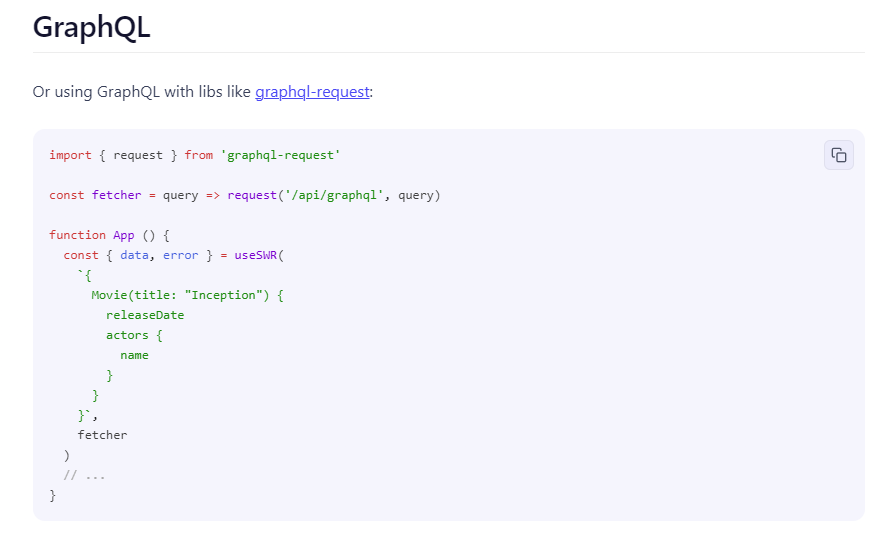 GraphQL
Or using GraphQL with libs like graphql-request:
import { request } from 'graphql-request'
const fetcher = query => request('/api/graphql', query)
function App () {
  const { data, error } = useSWR(
    `{
      Movie(title: "Inception") {
        releaseDate
        actors {
          name
        }
      }
    }`,
    fetcher
  )
  // ...
}